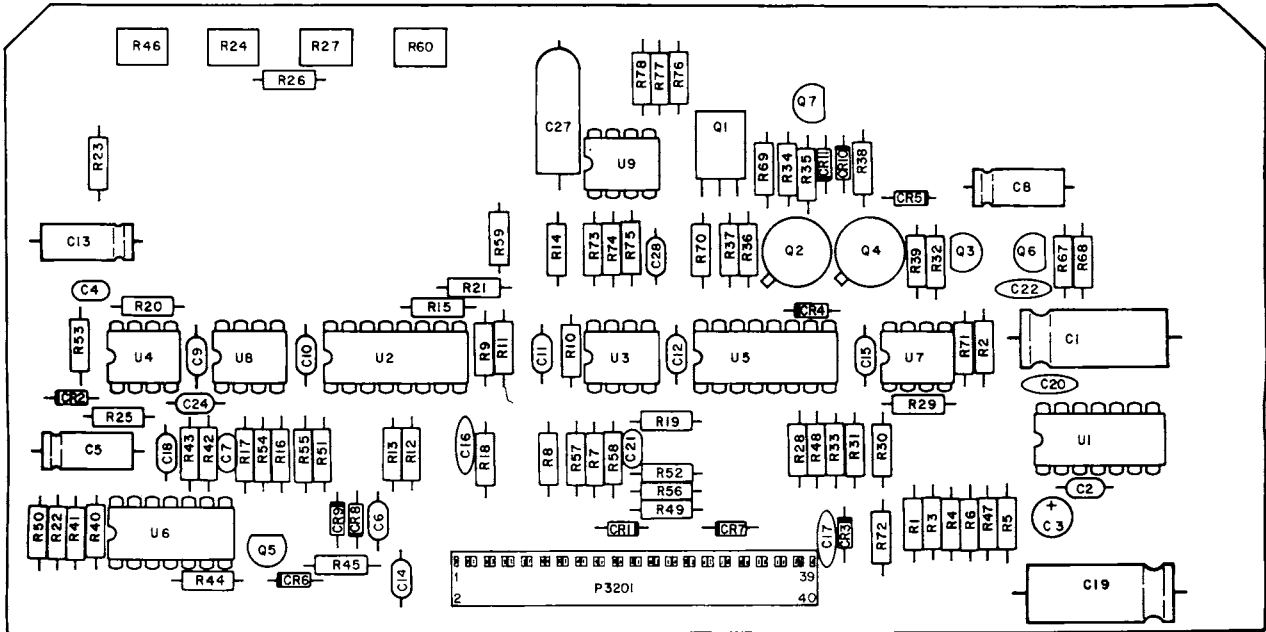 R46 R24 R27 R60
R26
R78 R77 R76
C27
U9
Q1
Q7
R69 R34 R35 CR11 CR10 R38
CR5
C8
R23
C13
R59
R14
R73 R74 R75 C28
R70 R37 R36
Q2
Q4
R39 R32 Q3
Q6
R67 R68
C22
C4
R20
R21
R15
CR4
R53
U4
C9
U8
C10
U2
R9 R11
C11
R10
U3
C12
U5
C15
U7
R71 R2
C1
C20
CR2
C24
R25
R29
R19
C5
C18
R43 R42 C7 R17 R54 R16 R55 R51
R13 R12
C16
R18
R8 R57 R7 R58 C21
R52
R56
R49
R28 R48 R33 R31 R30
U1
C2
+
C3
R50 R22 R41 R40
U6
CR9 CR8 C6
Q5
R44
CR6
R45
C14
CR1
CR7
C17
CR3
R72
R1 R3 R4 R6 R47 R5
1 39
2 P3201 40
C19